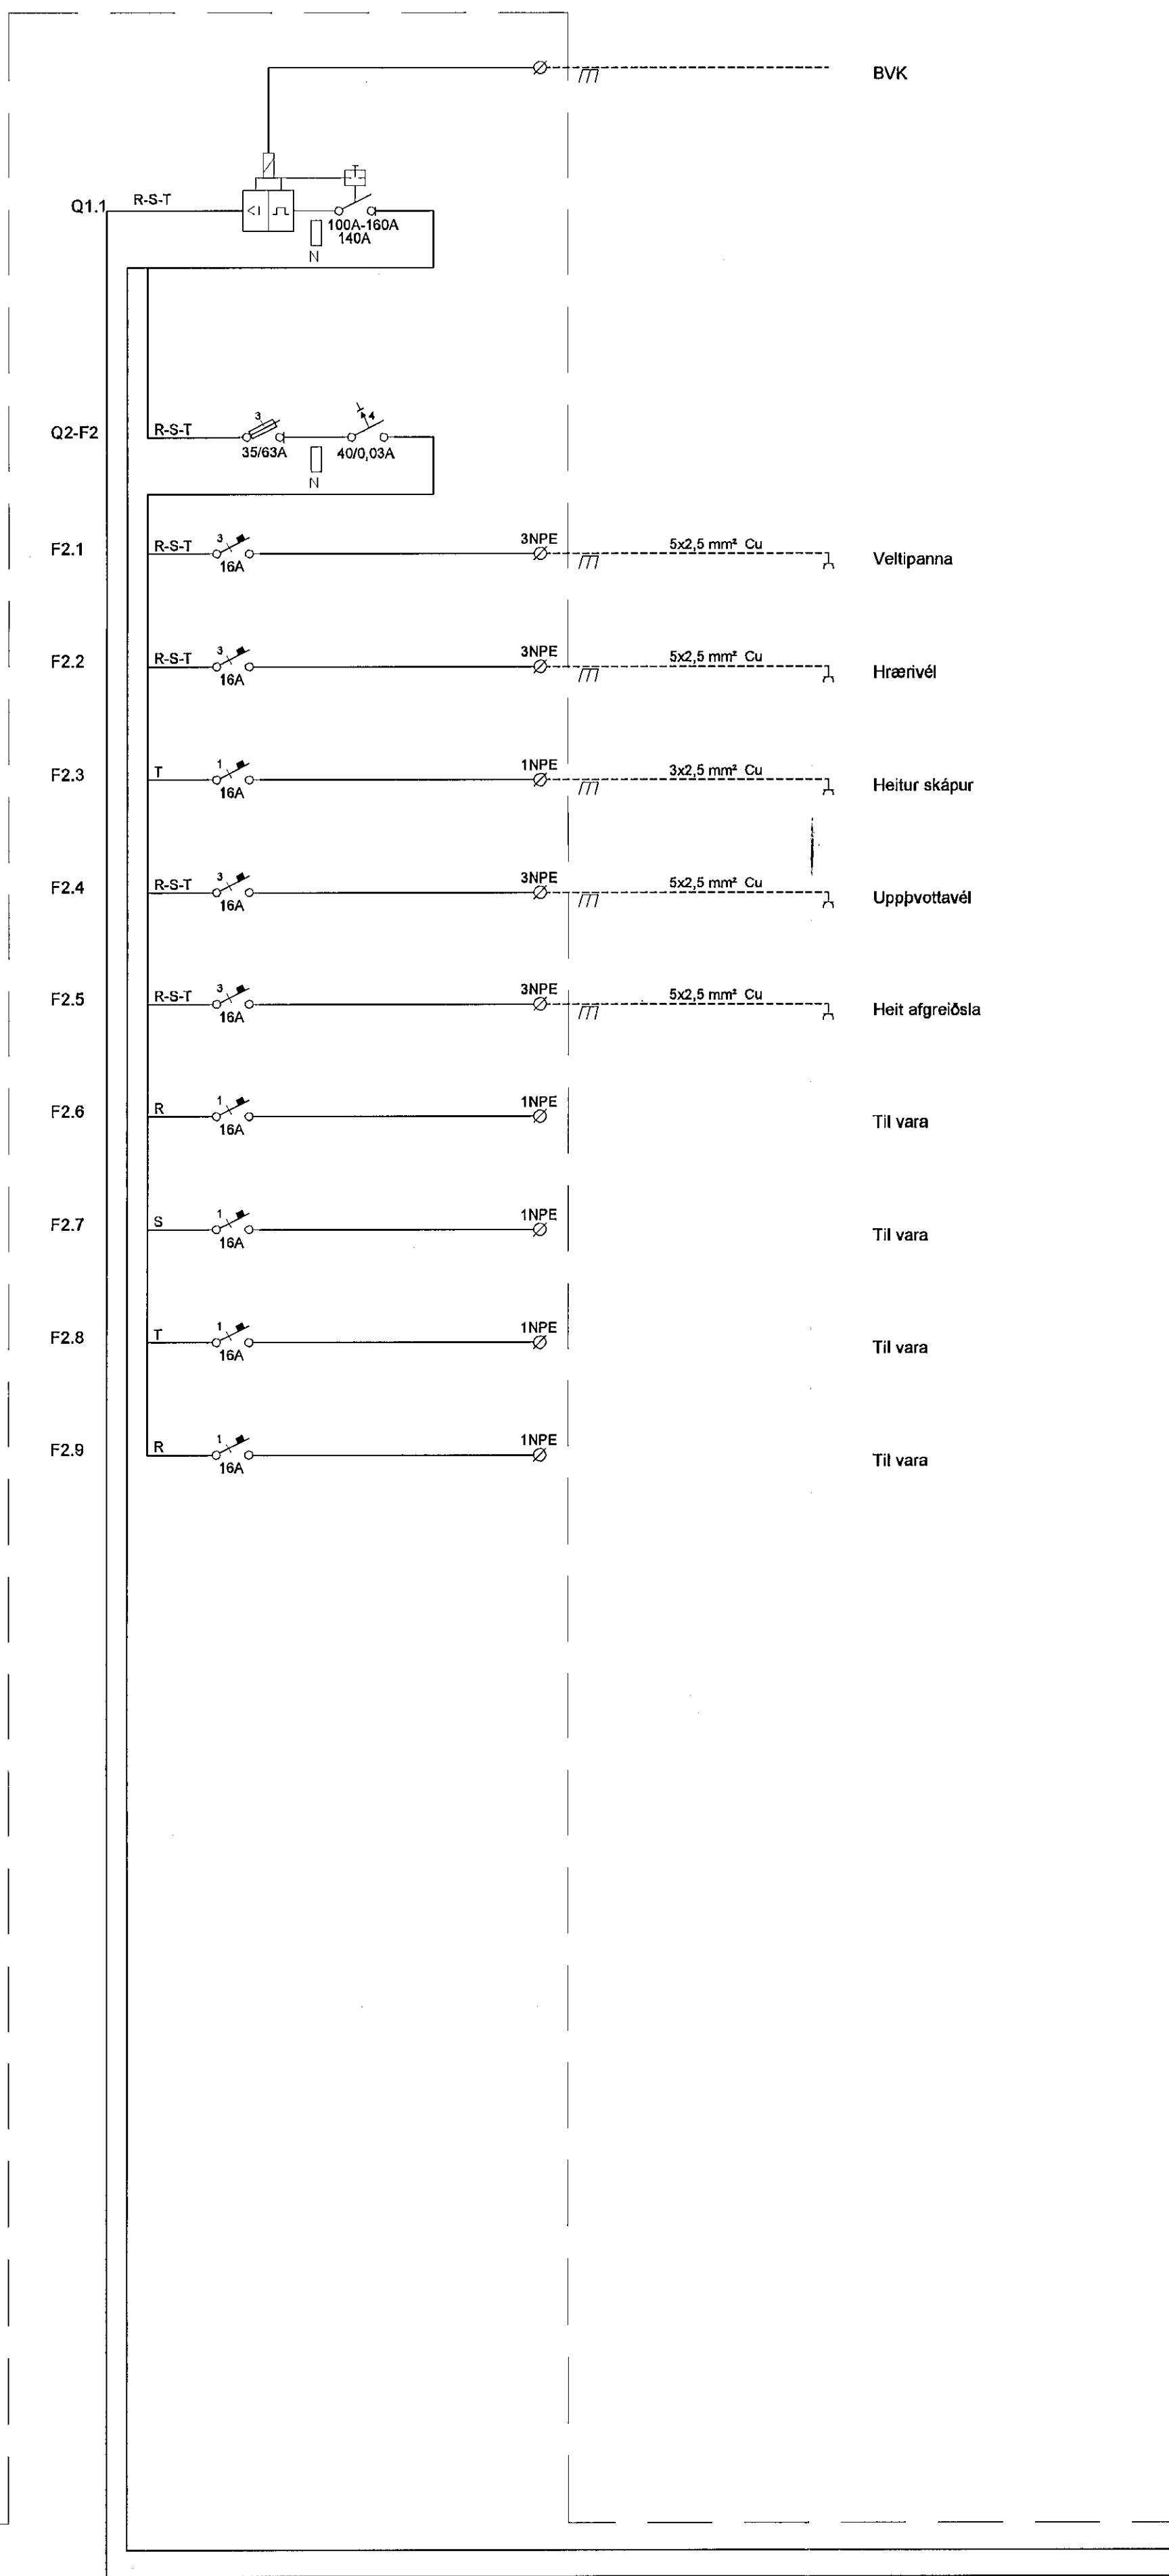 BVK
Q1.1
R-S-T
<I
100A-160A
140A
N
Q2-F2
R-S-T
3
35/63A
4
40/0,03A
N
F2.1
R-S-T
3
16A
3NPE
5x2,5 mm² Cu
Veltipanna
F2.2
R-S-T
3
16A
3NPE
5x2,5 mm² Cu
Hrærivél
F2.3
T
1
16A
1NPE
3x2,5 mm² Cu
Heitur skápur
F2.4
R-S-T
3
16A
3NPE
5x2,5 mm² Cu
Uppþvottavél
F2.5
R-S-T
3
16A
3NPE
5x2,5 mm² Cu
Heit afgreiðsla
F2.6
R
1
16A
1NPE
Til vara
F2.7
S
1
16A
1NPE
Til vara
F2.8
T
1
16A
1NPE
Til vara
F2.9
R
1
16A
1NPE
Til vara